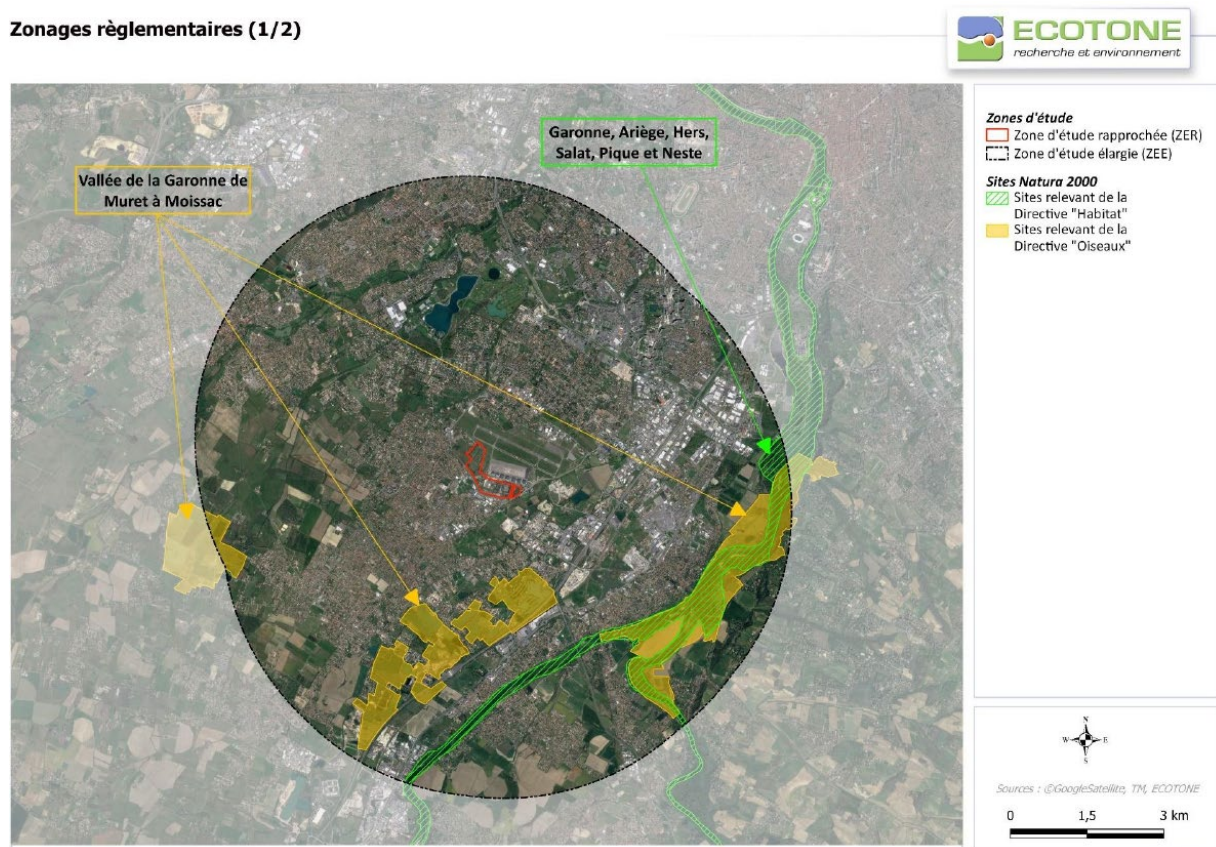 Zonages règlementaires (1/2)
ECOTONE
recherche et environnement
Garonne, Ariège, Hers,
Salat, Pique et Neste
Vallée de la Garonne de
Muret à Moissac
Zones d'étude
Zone d'étude rapprochée (ZER)
Zone d'étude élargie (ZEE)
Sites Natura 2000
Sites relevant de la
Directive "Habitat"
Sites relevant de la
Directive "Oiseaux"
N
W E
S
Sources : ©GoogleSatellite, TM, ECOTONE
0 1,5 3 km